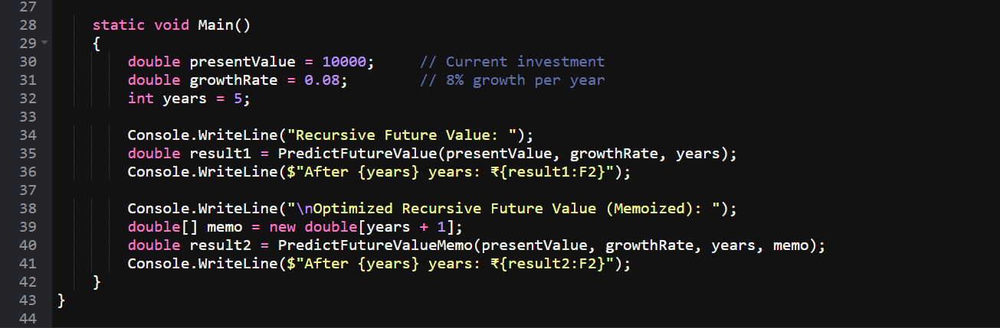 27
28 static void Main()
29 {
30 double presentValue = 10000; // Current investment
31 double growthRate = 0.08; // 8% growth per year
32 int years = 5;
33
34 Console.WriteLine("Recursive Future Value: ");
35 double result1 = PredictFutureValue(presentValue, growthRate, years);
36 Console.WriteLine($"After {years} years: ₹{result1:F2}");
37
38 Console.WriteLine("\nOptimized Recursive Future Value (Memoized): ");
39 double[] memo = new double[years + 1];
40 double result2 = PredictFutureValueMemo(presentValue, growthRate, years, memo);
41 Console.WriteLine($"After {years} years: ₹{result2:F2}");
42 }
43 }
44